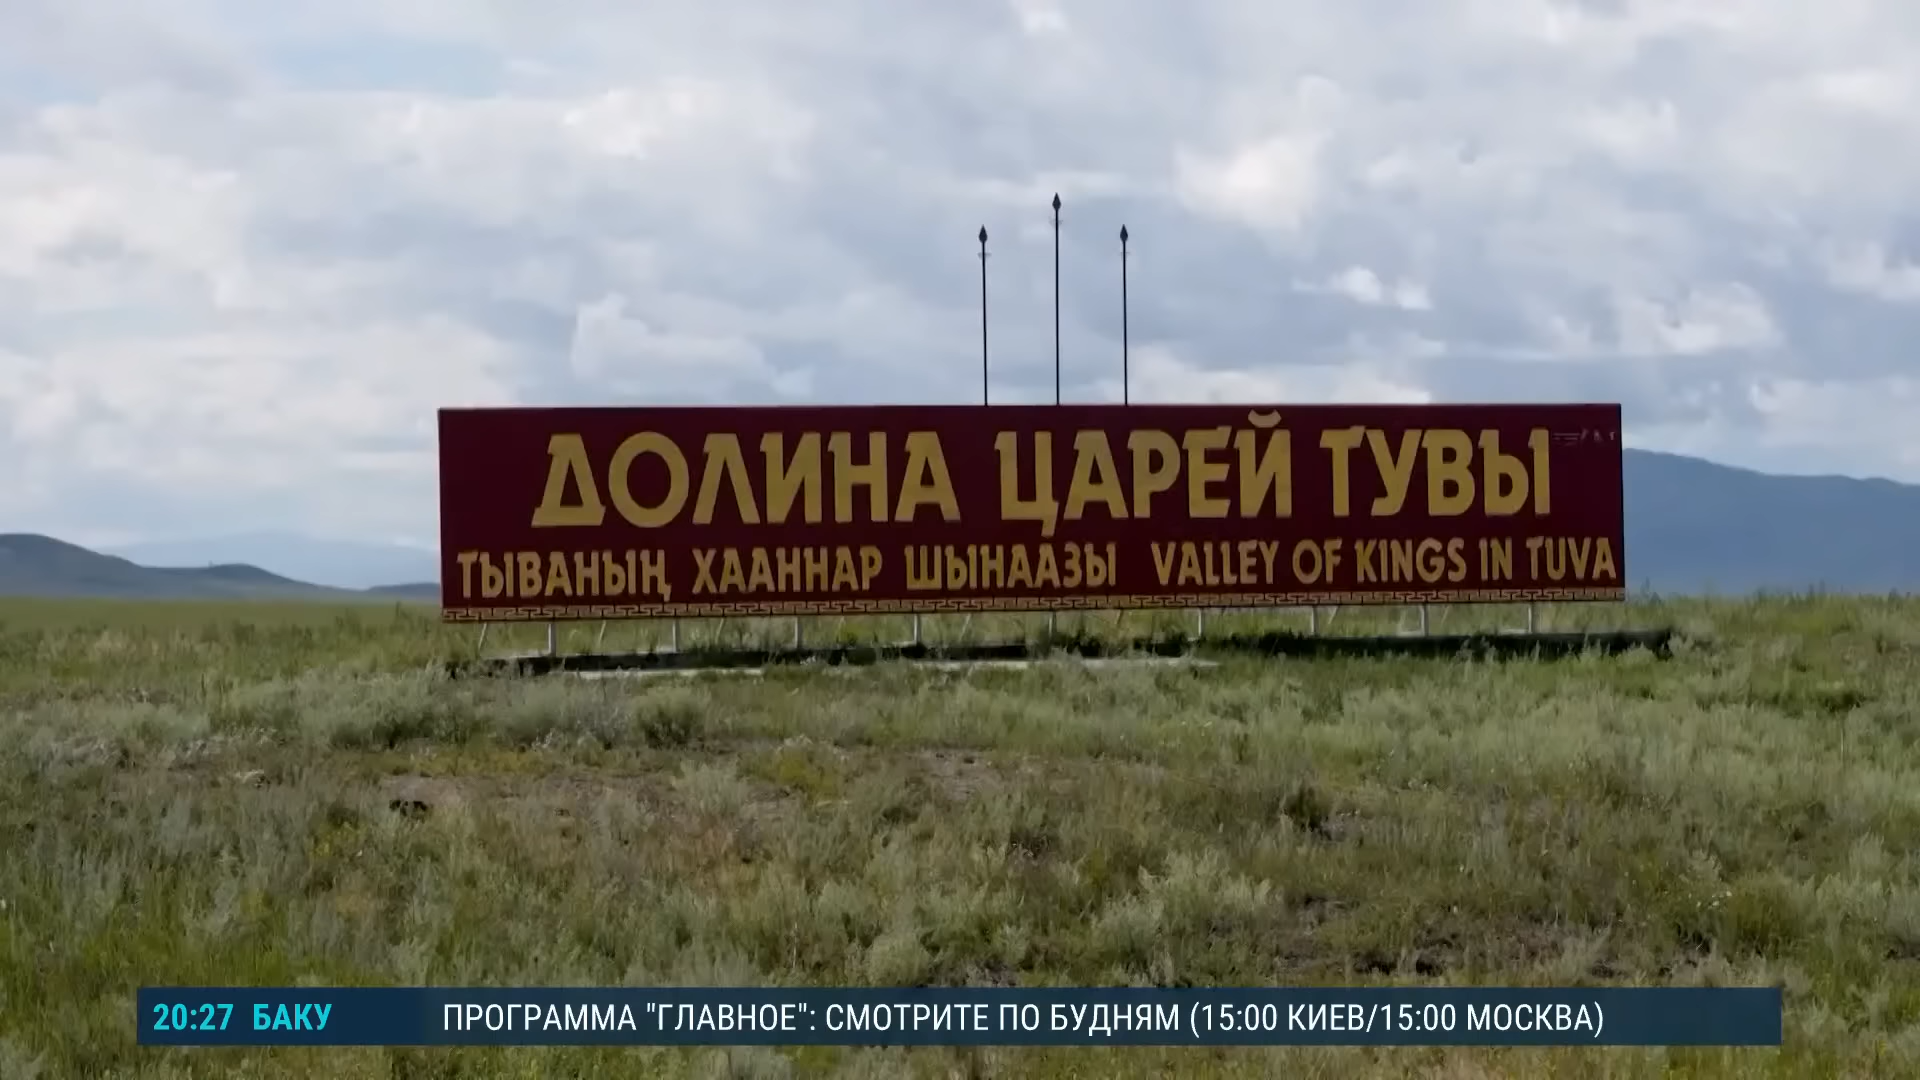 ДОЛИНА ЦАРЕЙ ТУВЫ
ТЫВАНЫҢ ХААННАР ШЫНААЗЫ VALLEY OF KINGS IN TUVA
20:27 БАКУ ПРОГРАММА "ГЛАВНОЕ": СМОТРИТЕ ПО БУДНЯМ (15:00 КИЕВ/15:00 МОСКВА)